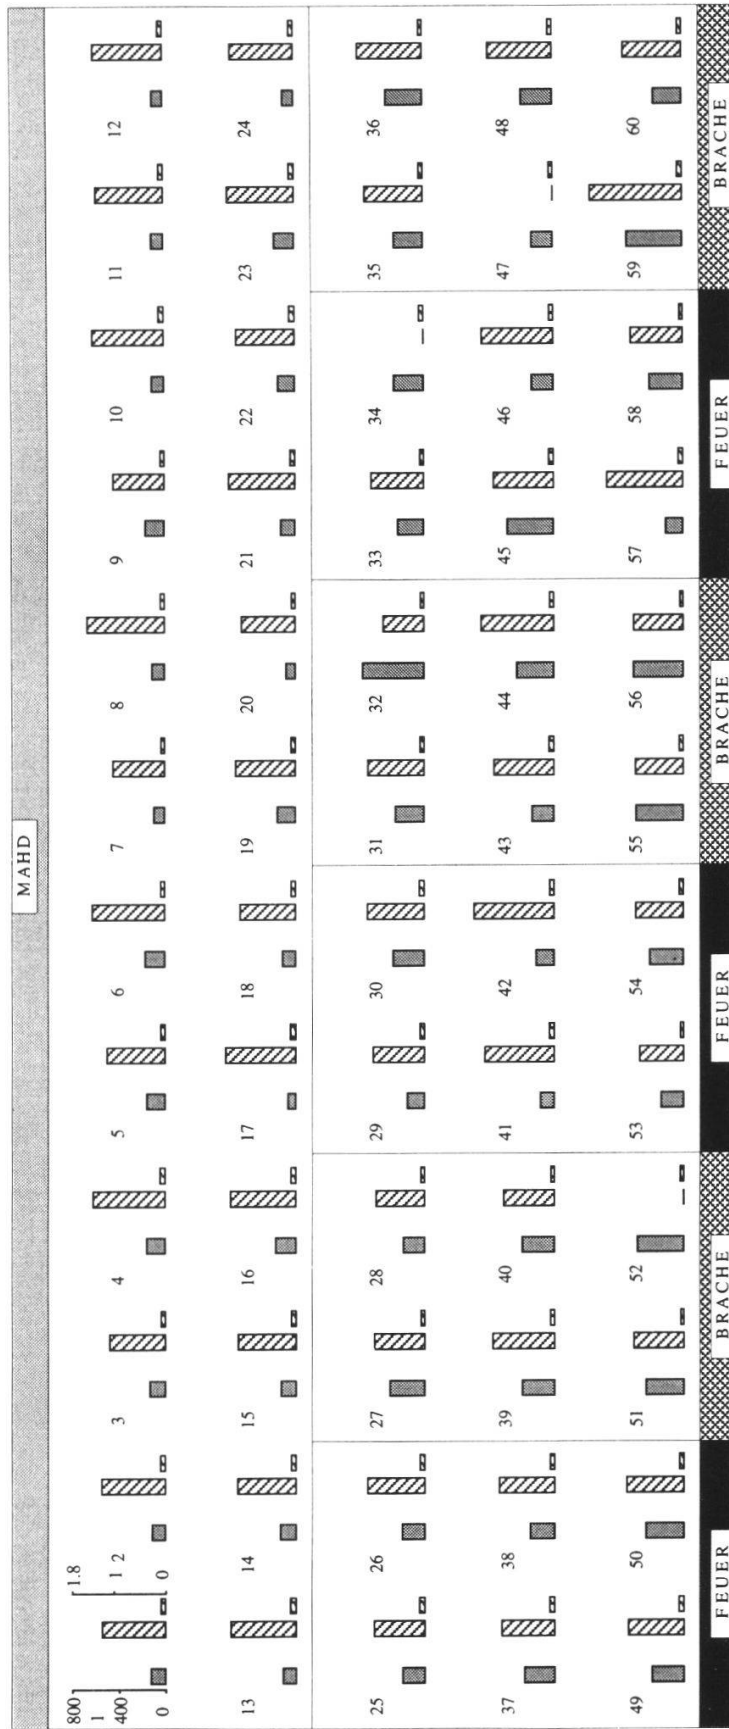 MAHD
800 1.8
1
400 1 2 3 4 5 6 7 8 9 10 11 12
0 0
13 14 15 16 17 18 19 20 21 22 23 24
25 26 27 28 29 30 31 32 33 34 35 36
37 38 39 40 41 42 43 44 45 46 47 48
49 50 51 52 53 54 55 56 57 58 59 60
FEUER BRACHE FEUER BRACHE FEUER BRACHE